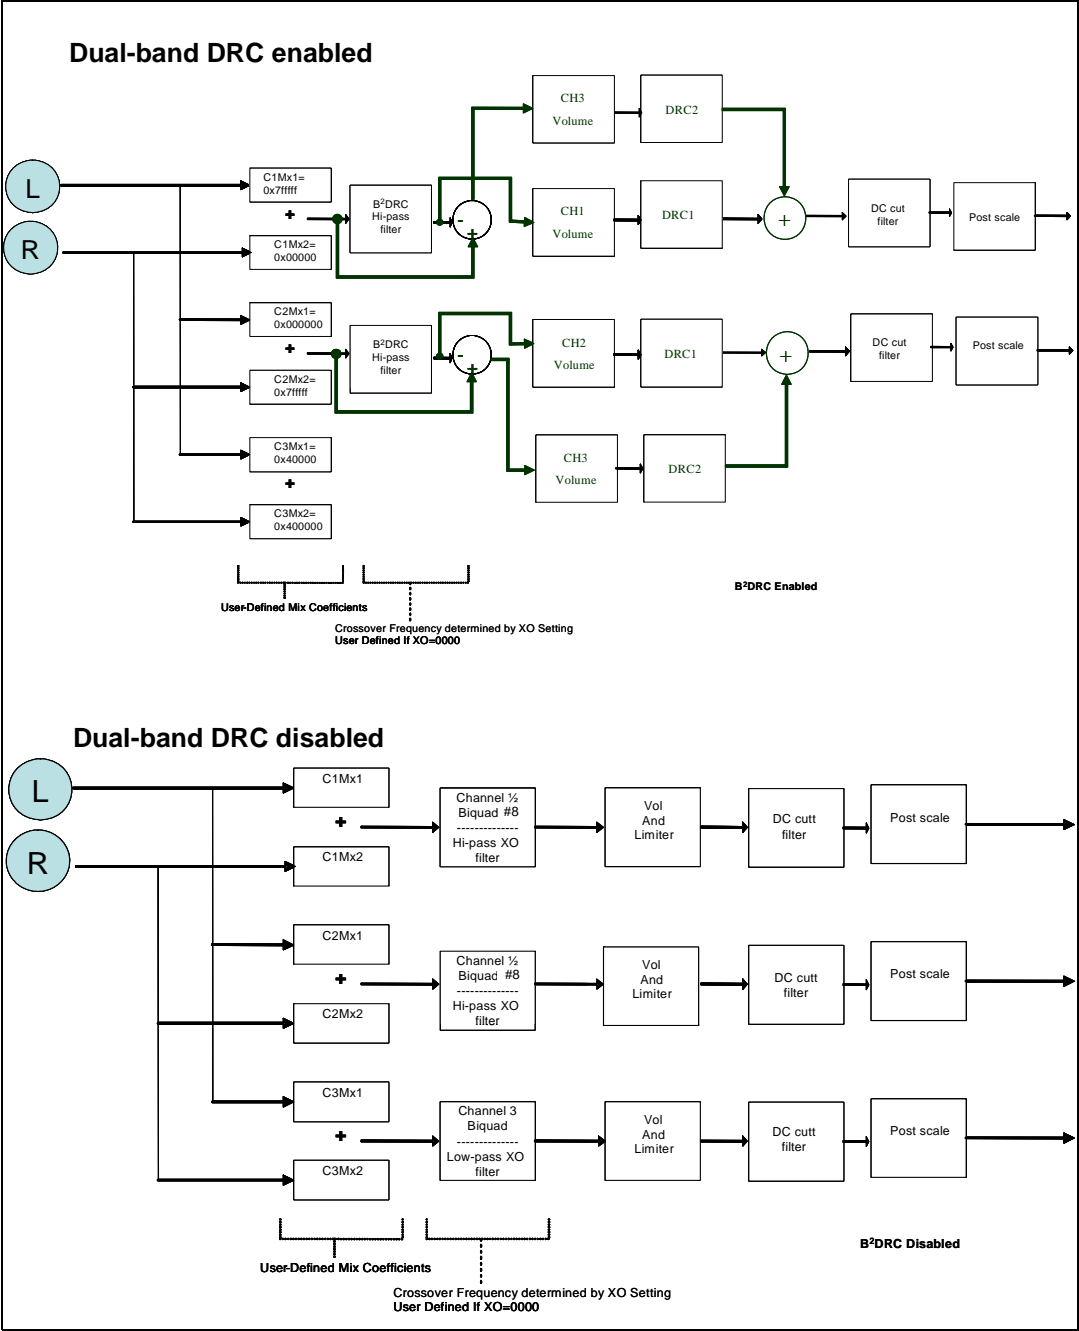 Dual-band DRC enabled
CH3
Volume
DRC2
L
R
C1Mx1=
0x7fffff
+
C1Mx2=
0x00000
B²DRC
Hi-pass
filter
-
+
CH1
Volume
DRC1
+
DC cut
filter
Post scale
C2Mx1=
0x000000
+
C2Mx2=
0x7fffff
B²DRC
Hi-pass
filter
-
+
CH2
Volume
DRC1
+
DC cut
filter
Post scale
C3Mx1=
0x40000
+
C3Mx2=
0x400000
CH3
Volume
DRC2
B²DRC Enabled
User-Defined Mix Coefficients
Crossover Frequency determined by XO Setting
User Defined If XO=0000
Dual-band DRC disabled
L
R
C1Mx1
+
C1Mx2
Channel ½
Biquad #8
--------------
Hi-pass XO
filter
Vol
And
Limiter
DC cutt
filter
Post scale
C2Mx1
+
C2Mx2
Channel ½
Biquad #8
--------------
Hi-pass XO
filter
Vol
And
Limiter
DC cutt
filter
Post scale
C3Mx1
+
C3Mx2
Channel 3
Biquad
--------------
Low-pass XO
filter
Vol
And
Limiter
DC cutt
filter
Post scale
B²DRC Disabled
User-Defined Mix Coefficients
Crossover Frequency determined by XO Setting
User Defined If XO=0000